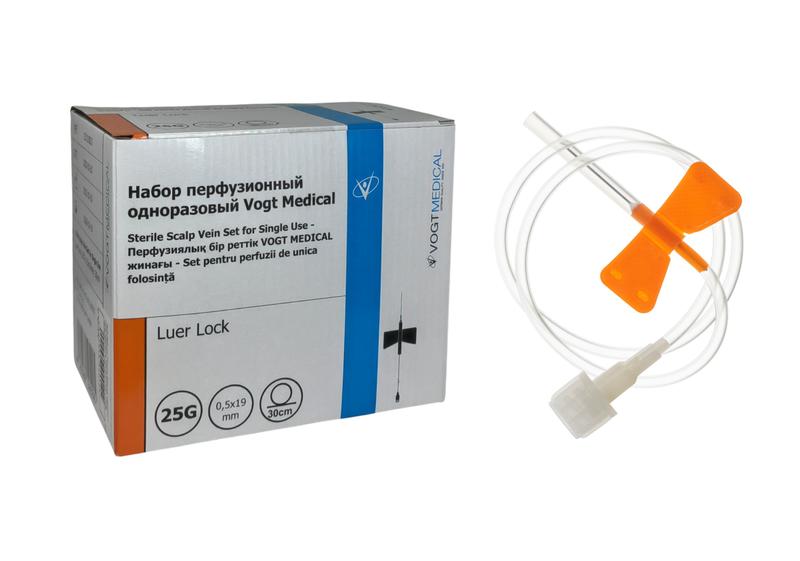 Набор перфузионный
одноразовый Vogt Medical
Sterile Scalp Vein Set for Single Use -
Перфузиялық бір реттік VOGT MEDICAL
жинағы - Set pentru perfuzii de unica
folosință
Luer Lock
25G
0,5x19
mm
30cm
VOGT MEDICAL
VOGT MEDICAL
25G